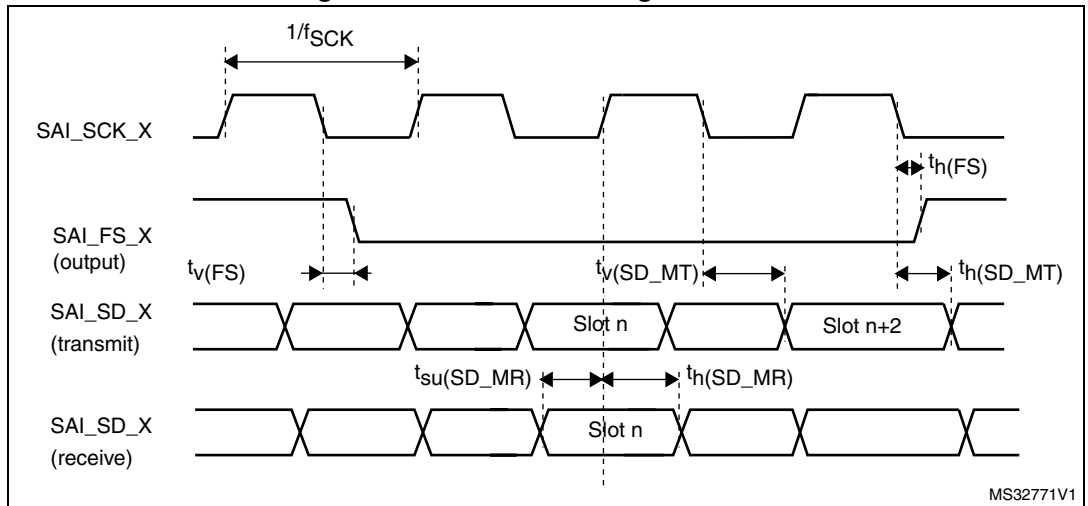 1/fSCK
SAI_SCK_X
th(FS)
SAI_FS_X
(output)
tv(FS)
tv(SD_MT)
th(SD_MT)
SAI_SD_X
(transmit)
Slot n
Slot n+2
tsu(SD_MR)
th(SD_MR)
SAI_SD_X
(receive)
Slot n
MS32771V1